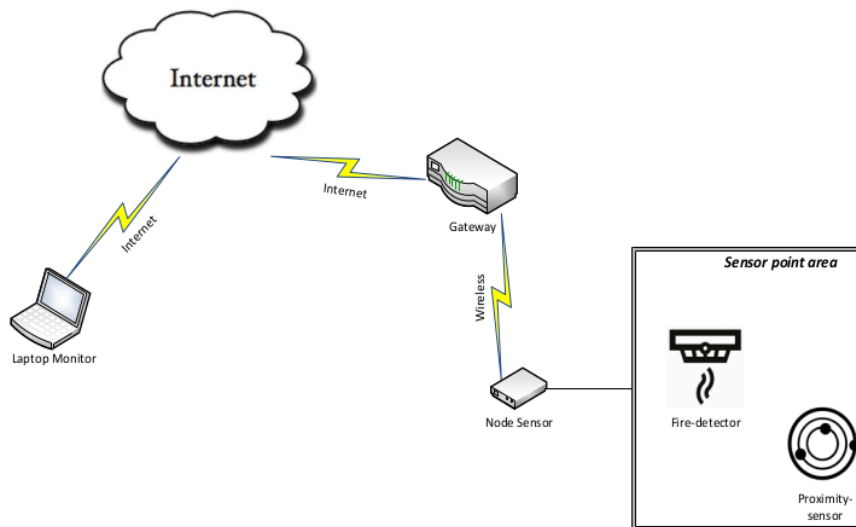 Internet
Internet
Internet
Gateway
Wireless
Sensor point area
Laptop Monitor
Node Sensor
Fire-detector
Proximity-
sensor